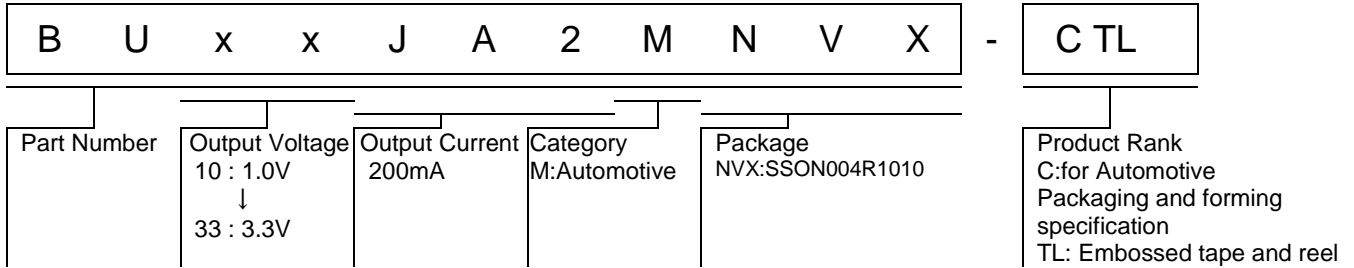 B U x x J A 2 M N V X - C TL
Part Number
Output Voltage
10 : 1.0V
↓
33 : 3.3V
Output Current
200mA
Category
M:Automotive
Package
NVX:SSON004R1010
Product Rank
C:for Automotive
Packaging and forming
specification
TL: Embossed tape and reel